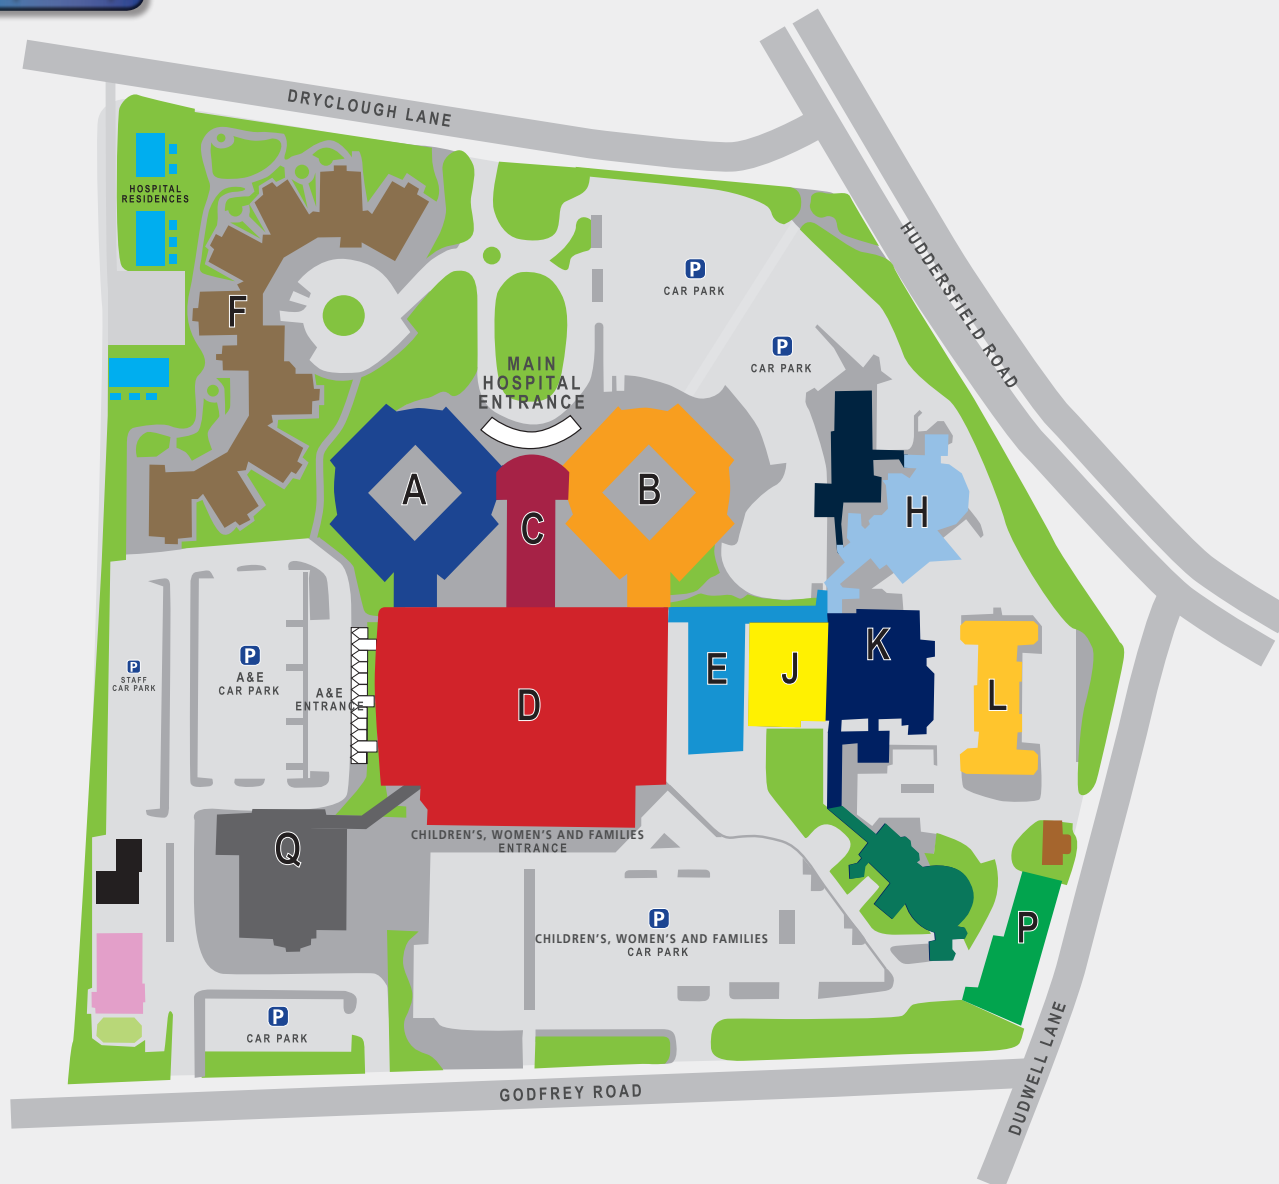 DRYCLOUGH LANE
HOSPITAL
RESIDENCES
HUDDERSFIELD ROAD
P
CAR PARK
F
P
CAR PARK
MAIN
HOSPITAL
ENTRANCE
A
B
C
H
K
P
STAFF
CAR PARK
P
A&E
CAR PARK
A&E
ENTRANCE
D
E
J
L
Q
CHILDREN'S, WOMEN'S AND FAMILIES
ENTRANCE
P
CHILDREN'S, WOMEN'S AND FAMILIES
CAR PARK
P
P
CAR PARK
GODFREY ROAD
DUDWELL LANE